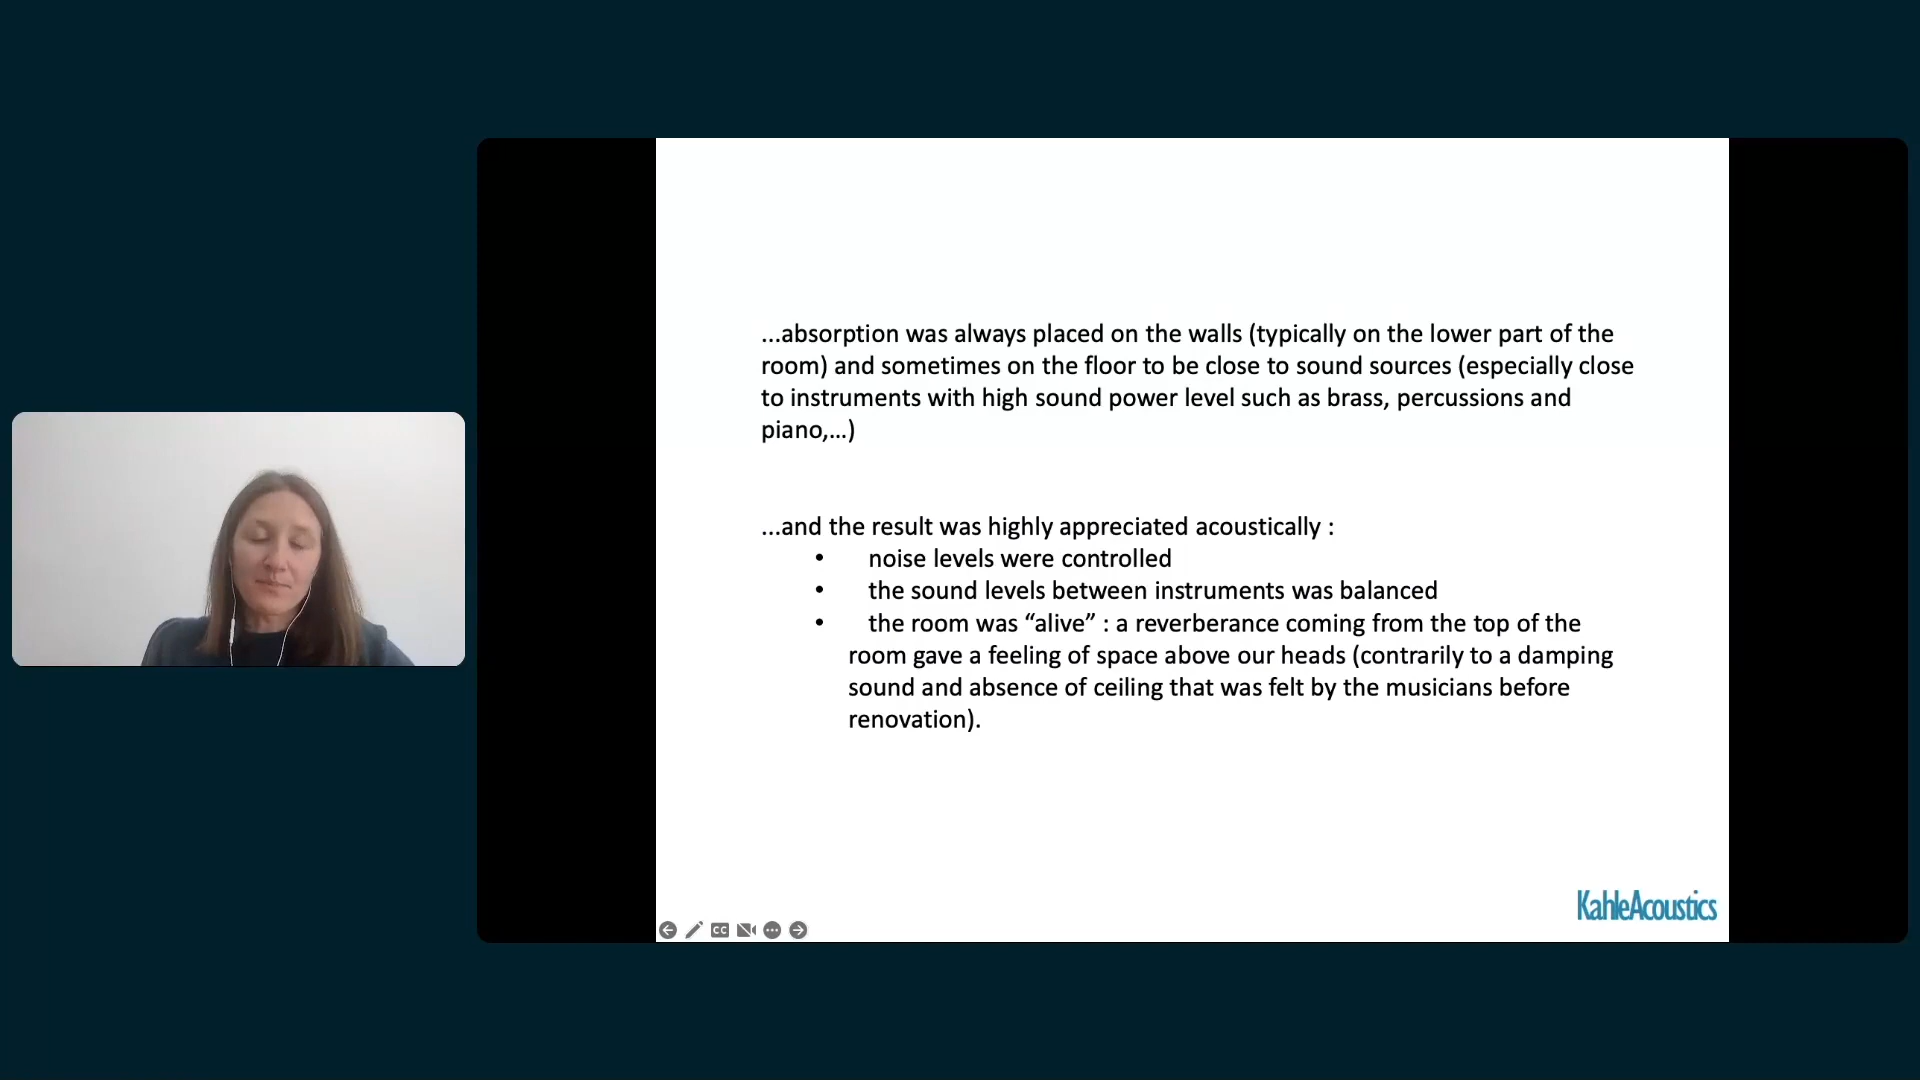 ...absorption was always placed on the walls (typically on the lower part of the
room) and sometimes on the floor to be close to sound sources (especially close
to instruments with high sound power level such as brass, percussions and
piano,...)
...and the result was highly appreciated acoustically :
• noise levels were controlled
• the sound levels between instruments was balanced
• the room was “alive” : a reverberance coming from the top of the
room gave a feeling of space above our heads (contrarily to a damping
sound and absence of ceiling that was felt by the musicians before
renovation).
KahleAcoustics
CC